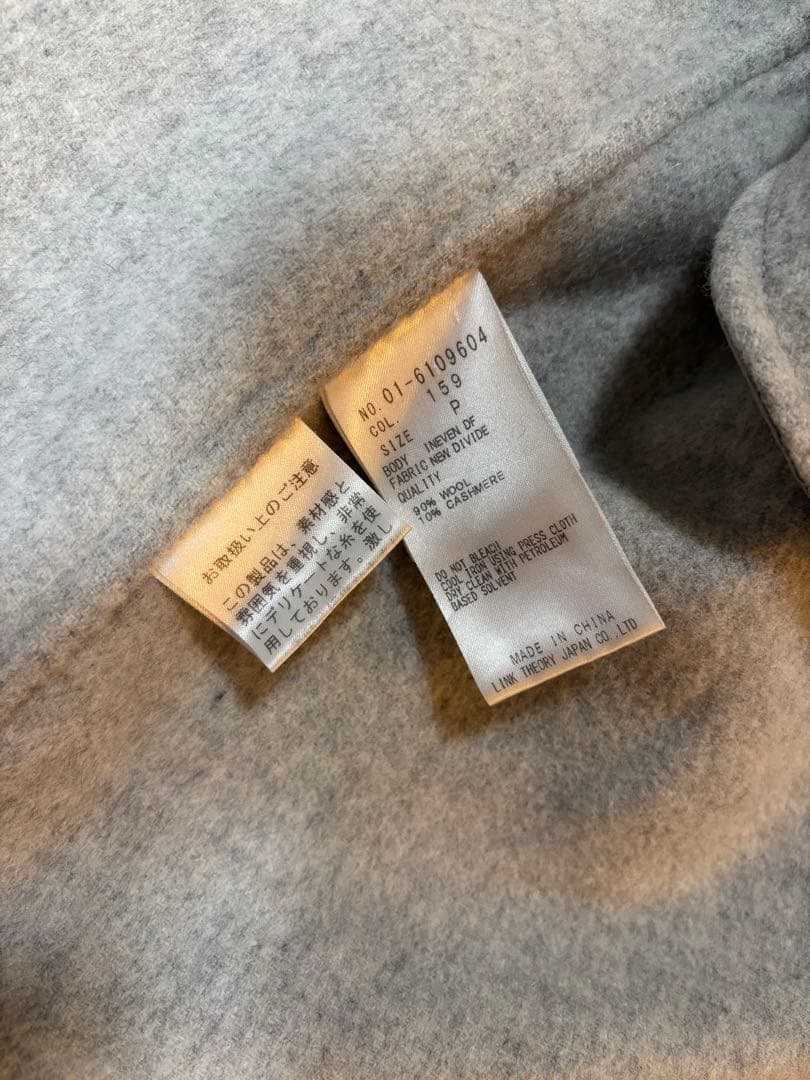 お取扱い上のご注意
この製品は、素材感と
雰囲気を重視し、非常
にデリケートな糸を使
用しております。激し
NO. 01-6109604
COL. 159
SIZE P
BODY INEVEN DF
FABRIC NEW DIVIDE
QUALITY
90% WOOL
10% CASHMERE
DO NOT BLEACH
COOL IRON USING PRESS CLOTH
DRY CLEAN WITH PETROLEUM
BASED SOLVENT
MADE IN CHINA
LINK THEORY JAPAN CO.,LTD